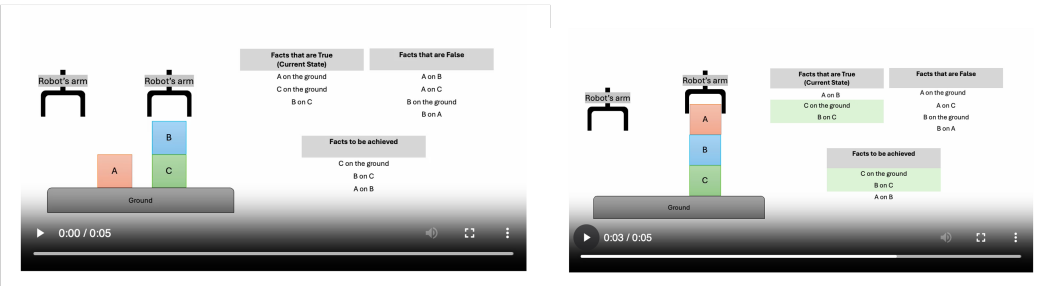 Facts that are True
(Current State)
Facts that are False
Robot's arm
Robot's arm
A on the ground
C on the ground
B on C
A on B
A on C
B on the ground
B on A
B
A
C
Facts to be achieved
C on the ground
B on C
A on B
Ground
0:00 / 0:05
Facts that are True
(Current State)
Facts that are False
Robot's arm
Robot's arm
A on B
C on the ground
B on C
A on the ground
A on C
B on the ground
B on A
A
B
C
Facts to be achieved
C on the ground
B on C
A on B
Ground
0:03 / 0:05